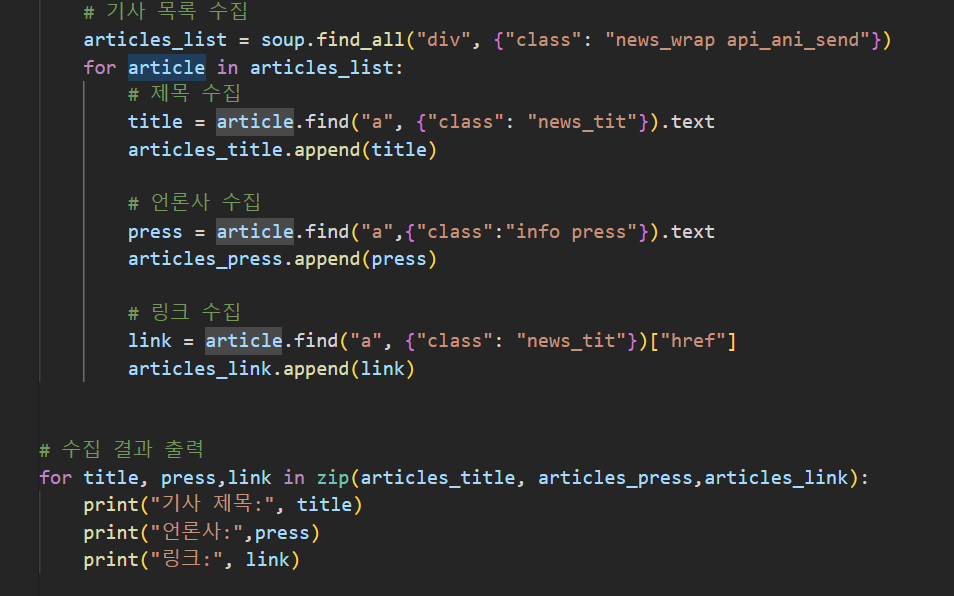 # 기사 목록 수집
articles_list = soup.find_all("div", {"class": "news_wrap api_ani_send"})
for article in articles_list:
# 제목 수집
title = article.find("a", {"class": "news_tit"}).text
articles_title.append(title)
# 언론사 수집
press = article.find("a",{"class":"info press"}).text
articles_press.append(press)
# 링크 수집
link = article.find("a", {"class": "news_tit"})["href"]
articles_link.append(link)
# 수집 결과 출력
for title, press,link in zip(articles_title, articles_press,articles_link):
print("기사 제목:", title)
print("언론사:",press)
print("링크:", link)